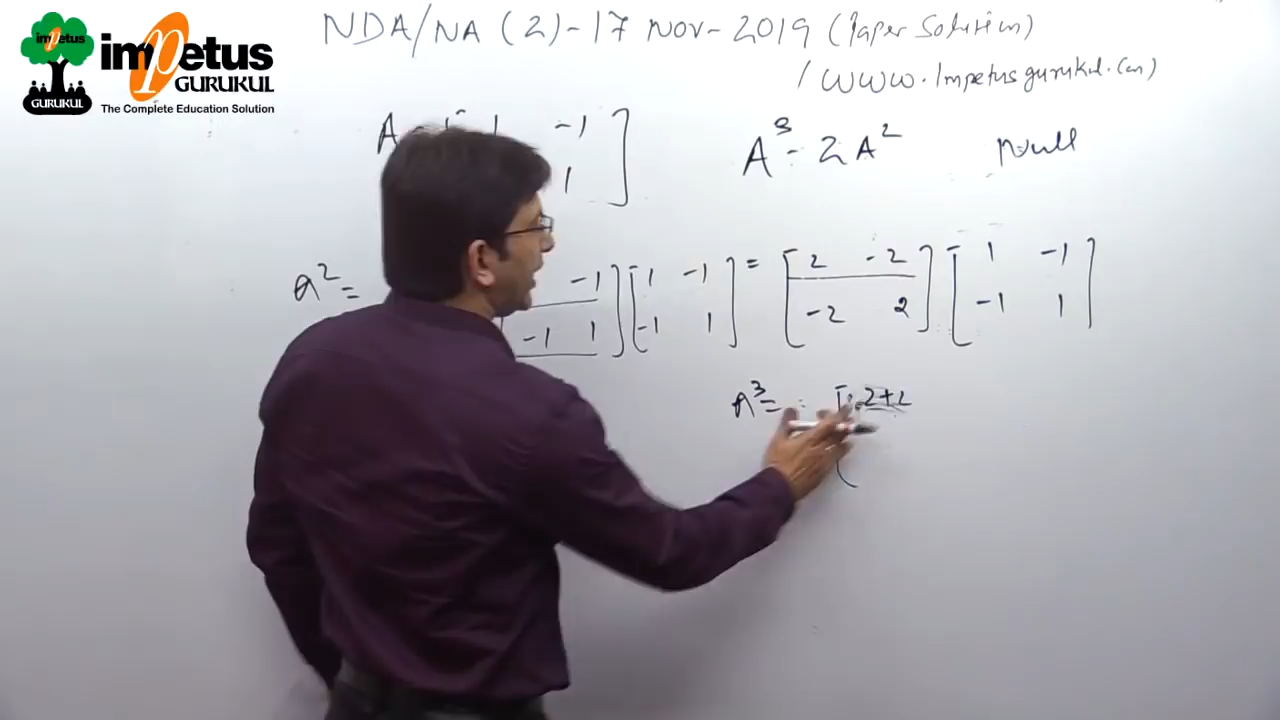 impetus
GURUKUL
impetus
GURUKUL
The Complete Education Solution
NDA/NA (2)-17 Nov-2019 (Paper Solution)
/ www.Impetusgurukul.com)
A -1 ]
1
A³ - 2A² Null
A² = -1 [ 1 -1 ] = [ 2 -2 ] [ 1 -1 ]
-1 1 ] [ -1 1 ] [ -2 2 ] [ -1 1 ]
A³ = [ 2+2